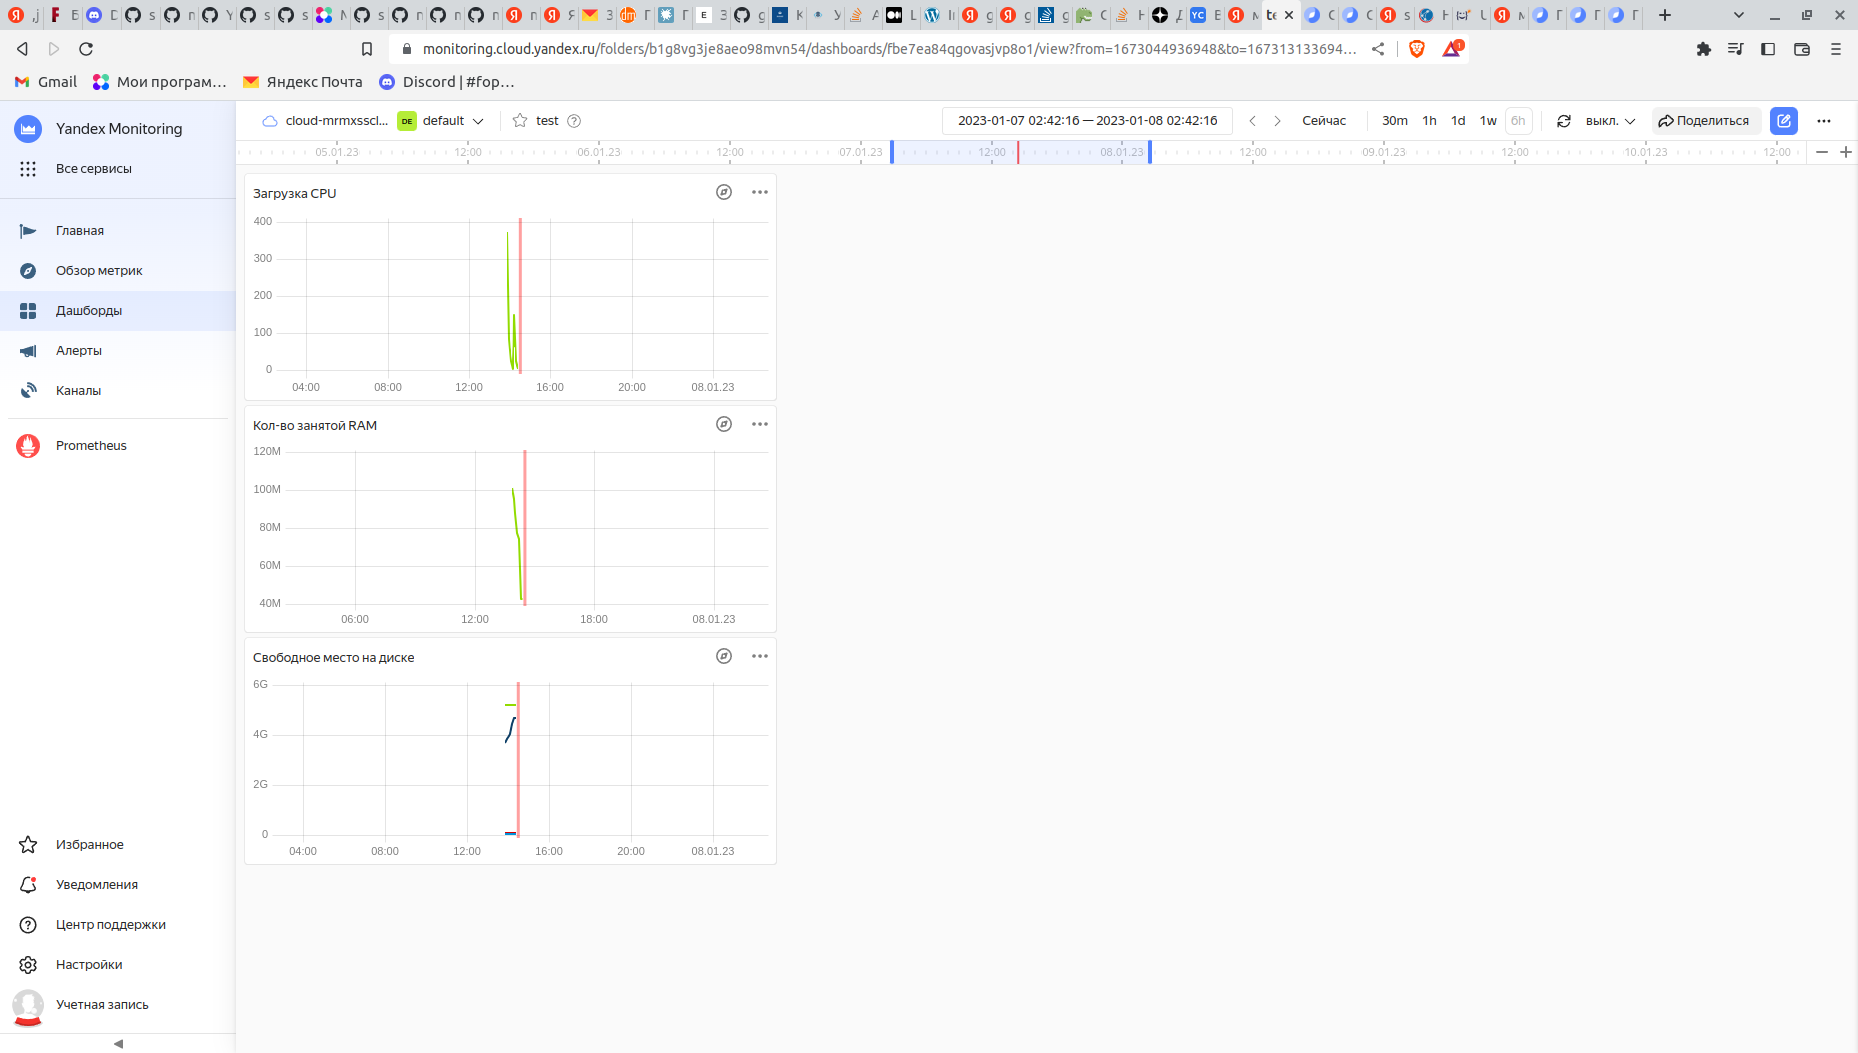 monitoring.cloud.yandex.ru/folders/b1g8vg3je8aeo98mvn54/dashboards/fbe7ea84qgovasjvp8o1/view?from=1673044936948&to=167313133694...
Gmail Мои програм... Яндекс Почта Discord | #фор...
Yandex Monitoring
Все сервисы
Главная
Обзор метрик
Дашборды
Алерты
Каналы
Prometheus
Избранное
Уведомления
Центр поддержки
Настройки
Учетная запись
cloud-mrmxsscl... DE default test
2023-01-07 02:42:16 — 2023-01-08 02:42:16 Сейчас 30m 1h 1d 1w 6h выкл. Поделиться
05.01.23 12:00 06.01.23 12:00 07.01.23 12:00 08.01.23 12:00 09.01.23 12:00 10.01.23 12:00
Загрузка CPU
400
300
200
100
0
04:00 08:00 12:00 16:00 20:00 08.01.23
Кол-во занятой RAM
120M
100M
80M
60M
40M
06:00 12:00 18:00 08.01.23
Свободное место на диске
6G
4G
2G
0
04:00 08:00 12:00 16:00 20:00 08.01.23